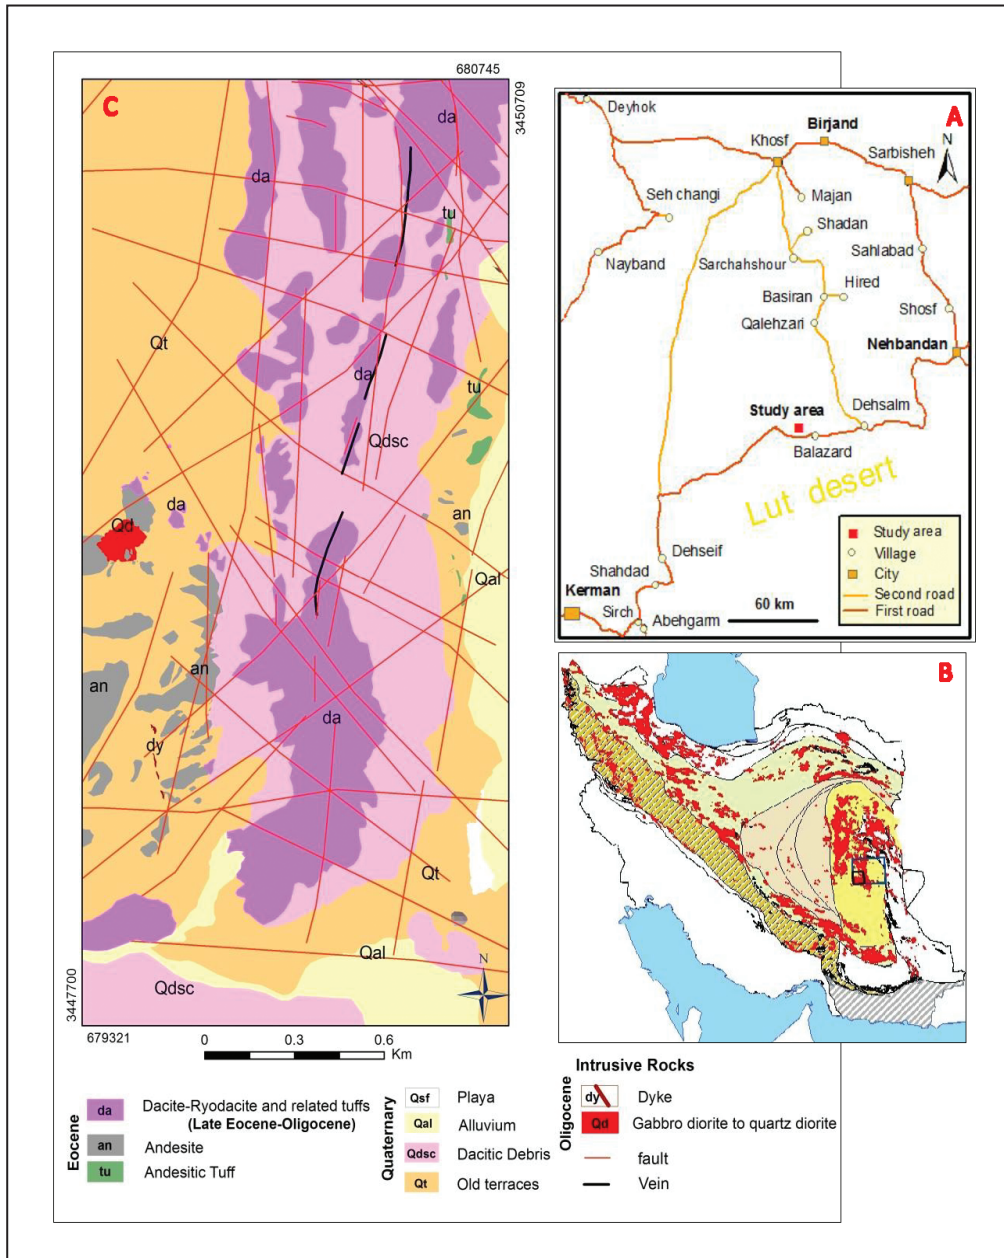 680745
3450709
C
da
da
tu
Qt
da
tu
Qdsc
da
an
Qd
Qal
an
an
da
dy
Qt
Qal
Qdsc
N
3447700
679321
0 0.3 0.6
Km
A
Deyhok
Birjand
Khosf
Sarbisheh
N
Seh changi
Majan
Shadan
Nayband
Sarchahshour
Sahlabad
Basiran
Hired
Qalehzari
Shosf
Nehbandan
Study area
Dehsalm
Balazard
Lut desert
Dehseif
Shahdad
Kerman
Sirch
Abehgarm
60 km
Study area
Village
City
Second road
First road
B
Eocene
da Dacite-Ryodacite and related tuffs
(Late Eocene-Oligocene)
an Andesite
tu Andesitic Tuff
Quaternary
Qsf Playa
Qal Alluvium
Qdsc Dacitic Debris
Qt Old terraces
Intrusive Rocks
Oligocene
dy Dyke
Qd Gabbro diorite to quartz diorite
fault
Vein